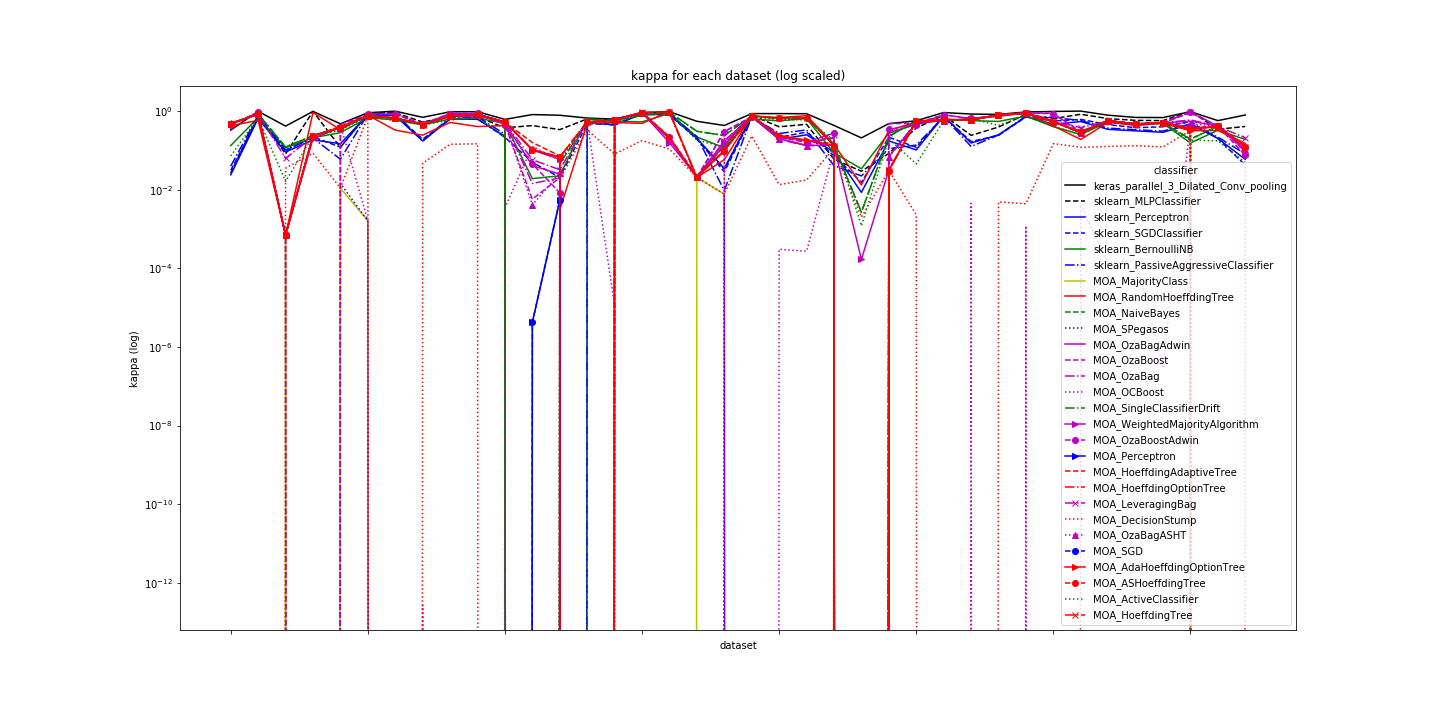 kappa for each dataset (log scaled)
kappa (log)
10^0
10^-2
10^-4
10^-6
10^-8
10^-10
10^-12
dataset
classifier
keras_parallel_3_Dilated_Conv_pooling
sklearn_MLPClassifier
sklearn_Perceptron
sklearn_SGDClassifier
sklearn_BernoulliNB
sklearn_PassiveAggressiveClassifier
MOA_MajorityClass
MOA_RandomHoeffdingTree
MOA_NaiveBayes
MOA_SPegasos
MOA_OzaBagAdwin
MOA_OzaBoost
MOA_OzaBag
MOA_OCBoost
MOA_SingleClassifierDrift
MOA_WeightedMajorityAlgorithm
MOA_OzaBoostAdwin
MOA_Perceptron
MOA_HoeffdingAdaptiveTree
MOA_HoeffdingOptionTree
MOA_LeveragingBag
MOA_DecisionStump
MOA_OzaBagASHT
MOA_SGD
MOA_AdaHoeffdingOptionTree
MOA_ASHoeffdingTree
MOA_ActiveClassifier
MOA_HoeffdingTree